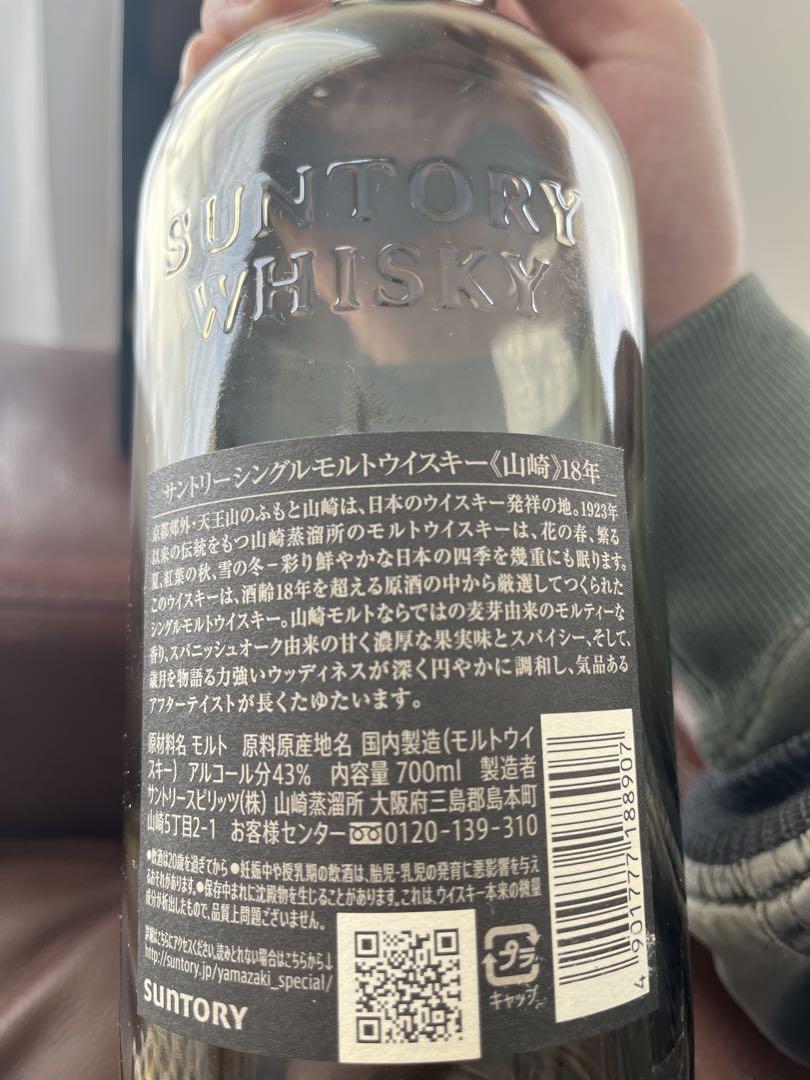 SUNTORY
WHISKY
サントリーシングルモルトウイスキー《山崎》18年
京都郊外・天王山のふもと山崎は、日本のウイスキー発祥の地。1923年
以来の伝統をもつ山崎蒸溜所のモルトウイスキーは、花の春、繁る
夏、紅葉の秋、雪の冬−彩り鮮やかな日本の四季を幾重にも眠ります。
このウイスキーは、酒齢18年を超える原酒の中から厳選してつくられた
シングルモルトウイスキー。山崎モルトならではの麦芽由来のモルティーな
香り、スパニッシュオーク由来の甘く濃厚な果実味とスパイシー、そして、
歳月を物語る力強いウッディネスが深く円やかに調和し、気品ある
アフターテイストが長くたゆたいます。
原材料名 モルト 原料原産地名 国内製造(モルトウイ
スキー) アルコール分43% 内容量 700ml 製造者
サントリースピリッツ(株) 山崎蒸溜所 大阪府三島郡島本町
山崎5丁目2-1 お客様センター 0120-139-310
●飲酒は20歳を過ぎてから ●妊娠中や授乳期の飲酒は、胎児・乳児の発育に悪影響を与え
るおそれがあります。●保存中まれに沈殿物を生じることがあります。これは、ウイスキー本来の微量
成分が析出したもので、品質上問題ございません。
詳細はこちらにアクセスください。読みとれない場合はこちらから↓
http://suntory.jp/yamazaki_special/
SUNTORY
プラ
キャップ
4 901777 188907